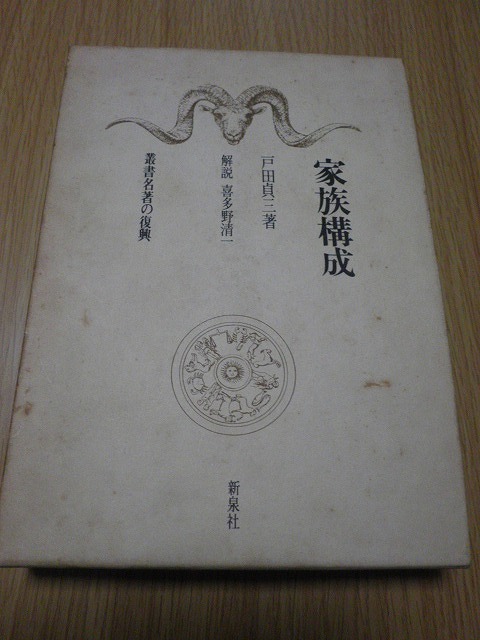 家族構成
戸田貞三著
解説 喜多野清一
叢書名著の復興
新泉社